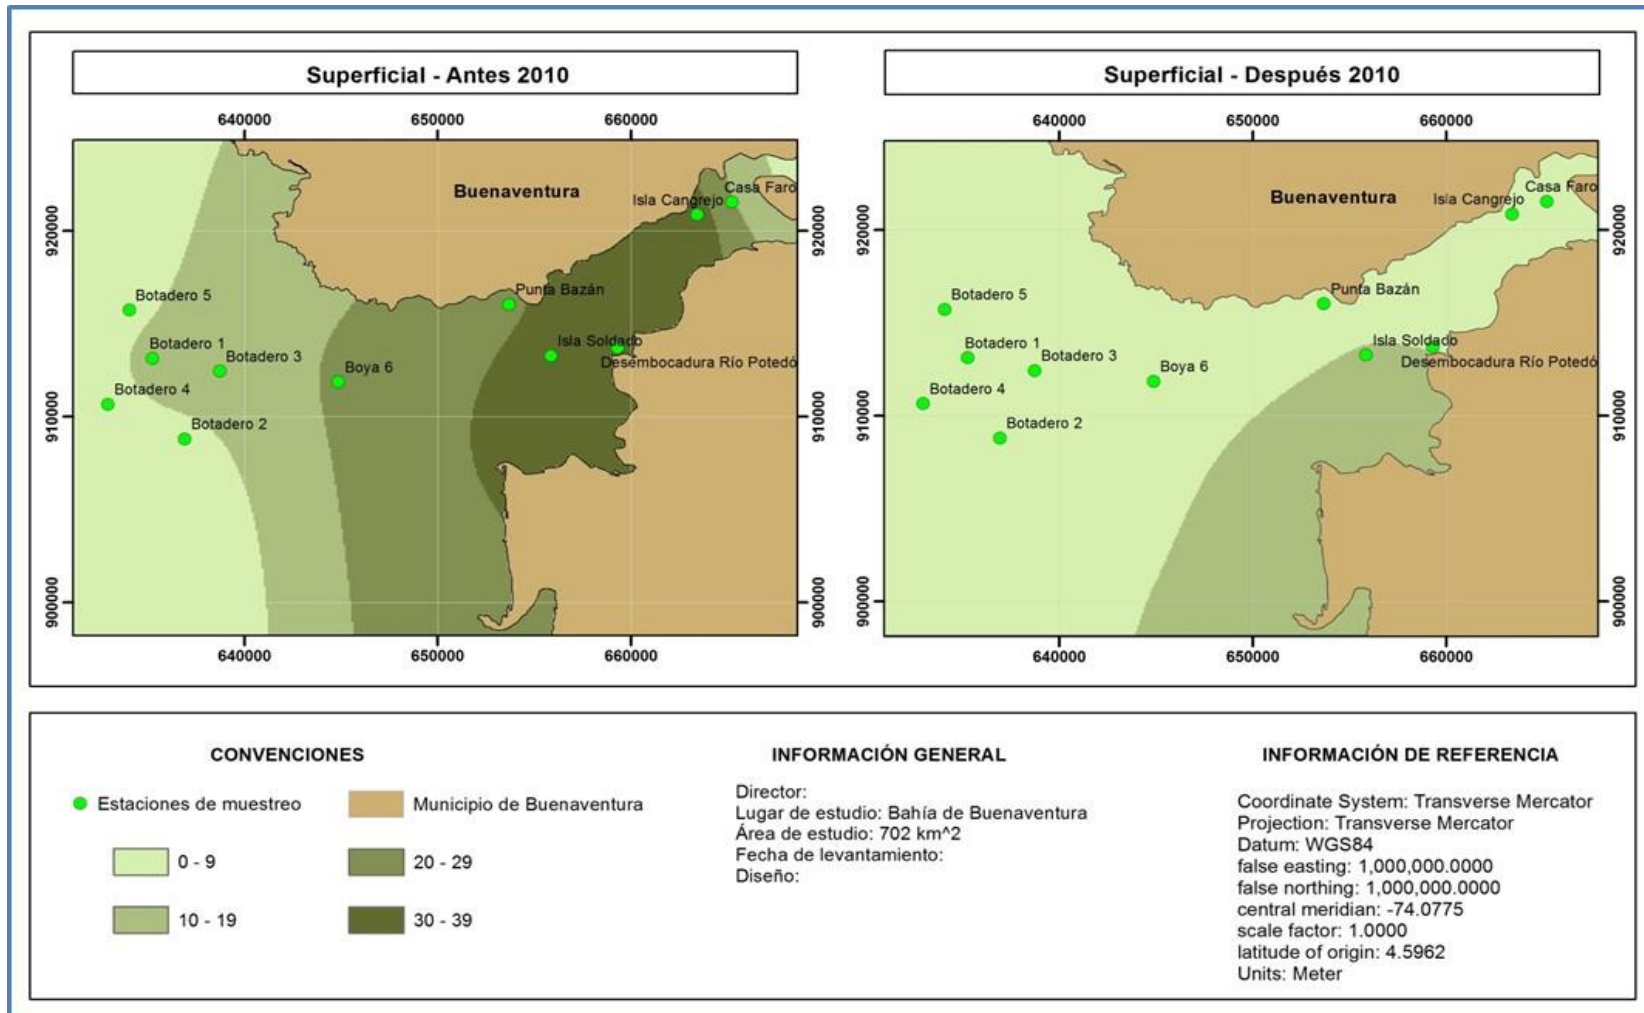 Superficial - Antes 2010
640000 650000 660000
Buenaventura
Casa Faro
Isla Cangrejo
920000 920000
Botadero 5
Punta Bazán
Botadero 1
Isla Soldado
Botadero 3
Desembocadura Río Potedó
Boya 6
Botadero 4
910000 910000
Botadero 2
900000 900000
640000 650000 660000
Superficial - Después 2010
640000 650000 660000
Buenaventura
Casa Faro
Isla Cangrejo
920000 920000
Botadero 5
Punta Bazán
Botadero 1
Isla Soldado
Botadero 3
Desembocadura Río Potedó
Boya 6
Botadero 4
910000 910000
Botadero 2
900000 900000
640000 650000 660000
CONVENCIONES
Estaciones de muestreo
Municipio de Buenaventura
0 - 9
20 - 29
10 - 19
30 - 39
INFORMACIÓN GENERAL
Director:
Lugar de estudio: Bahía de Buenaventura
Área de estudio: 702 km^2
Fecha de levantamiento:
Diseño:
INFORMACIÓN DE REFERENCIA
Coordinate System: Transverse Mercator
Projection: Transverse Mercator
Datum: WGS84
false easting: 1,000,000.0000
false northing: 1,000,000.0000
central meridian: -74.0775
scale factor: 1.0000
latitude of origin: 4.5962
Units: Meter